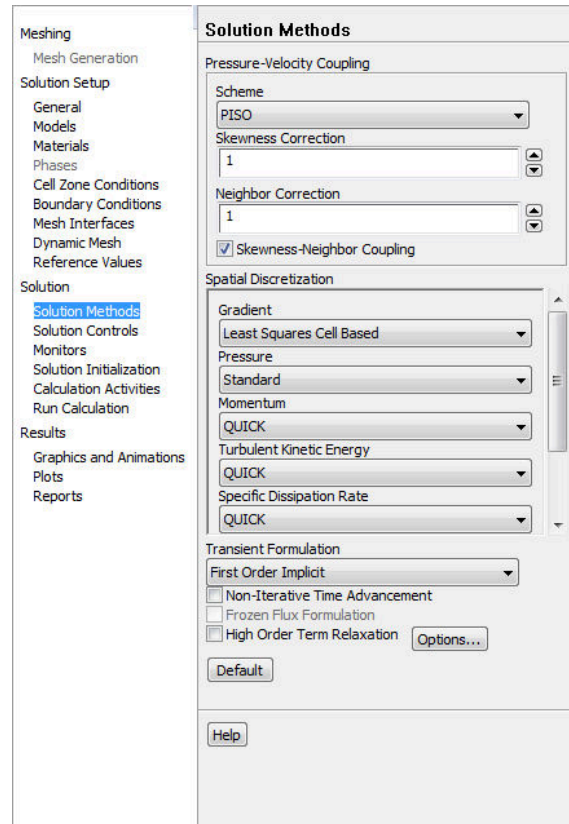 Meshing
Mesh Generation
Solution Setup
General
Models
Materials
Phases
Cell Zone Conditions
Boundary Conditions
Mesh Interfaces
Dynamic Mesh
Reference Values
Solution
Solution Methods
Solution Controls
Monitors
Solution Initialization
Calculation Activities
Run Calculation
Results
Graphics and Animations
Plots
Reports
Solution Methods
Pressure-Velocity Coupling
Scheme
PISO
Skewness Correction
1
Neighbor Correction
1
Skewness-Neighbor Coupling
Spatial Discretization
Gradient
Least Squares Cell Based
Pressure
Standard
Momentum
QUICK
Turbulent Kinetic Energy
QUICK
Specific Dissipation Rate
QUICK
Transient Formulation
First Order Implicit
Non-Iterative Time Advancement
Frozen Flux Formulation
High Order Term Relaxation Options...
Default
Help